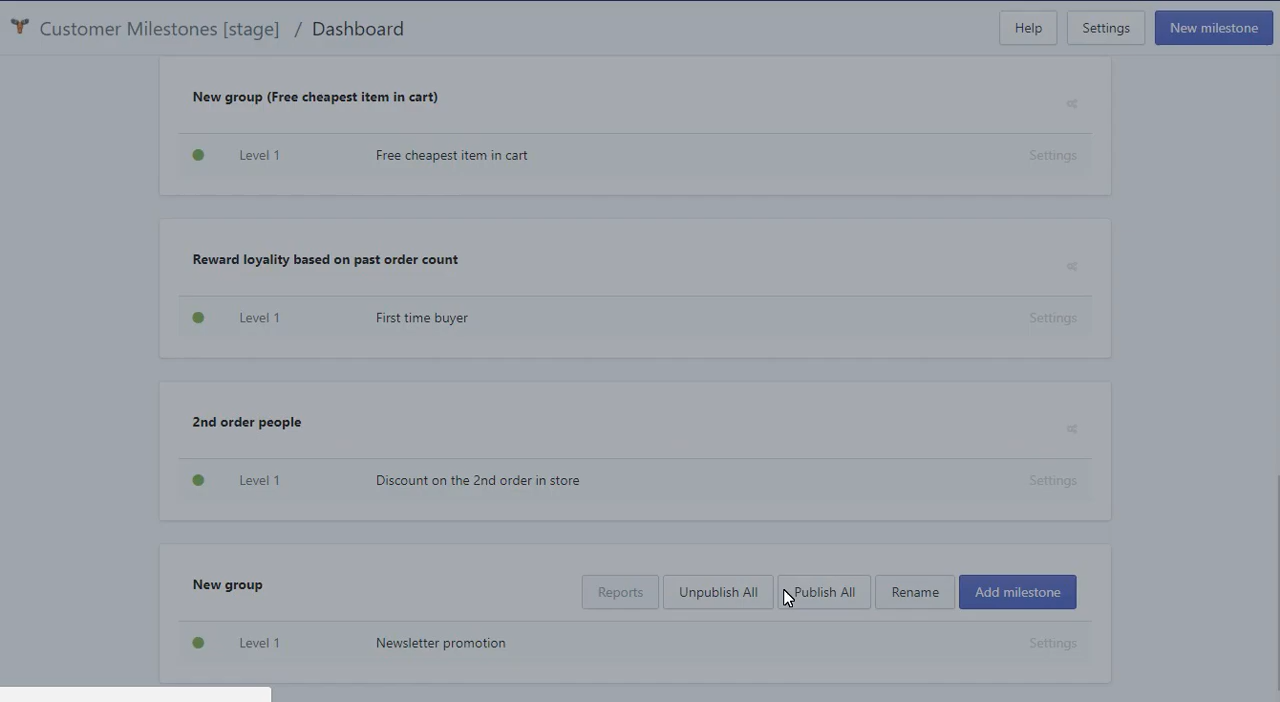 Customer Milestones [stage] / Dashboard
Help Settings New milestone
New group (Free cheapest item in cart)
Level 1 Free cheapest item in cart Settings
Reward loyality based on past order count
Level 1 First time buyer Settings
2nd order people
Level 1 Discount on the 2nd order in store Settings
New group Reports Unpublish All Publish All Rename Add milestone
Level 1 Newsletter promotion Settings